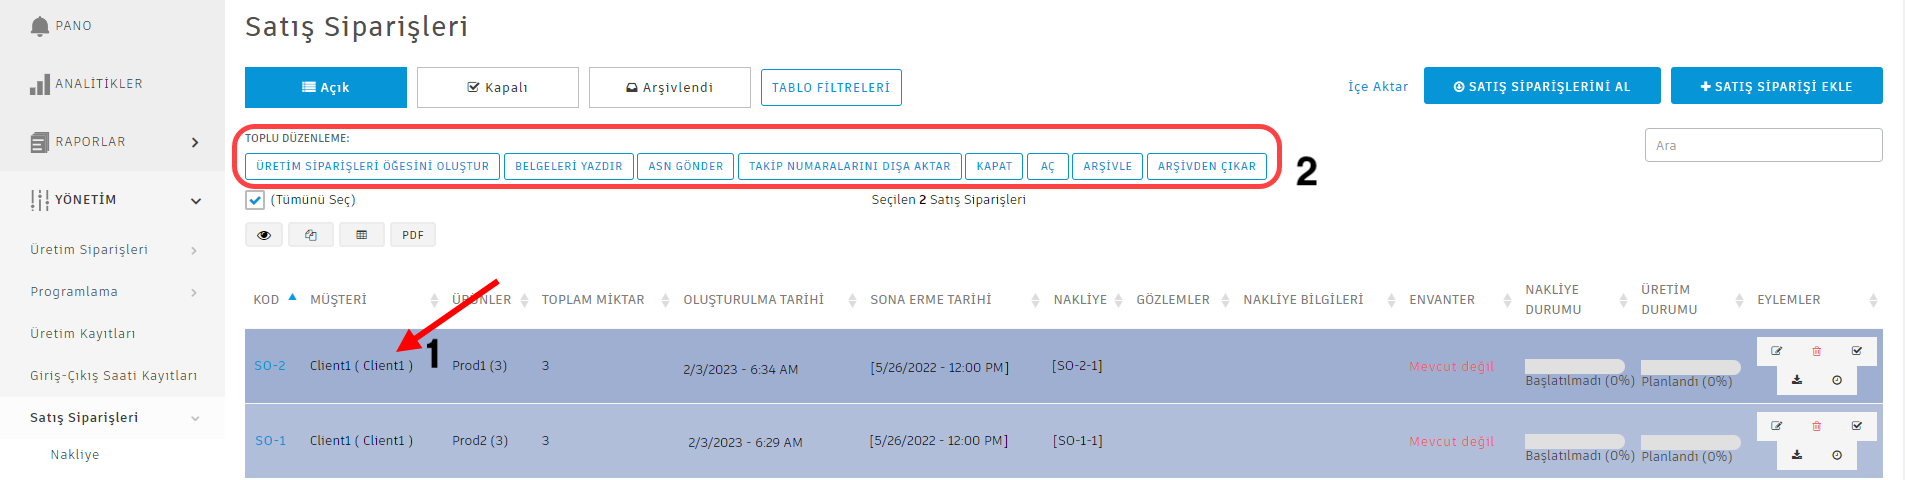 PANO
ANALİTİKLER
RAPORLAR
YÖNETİM
Üretim Siparişleri
Programlama
Üretim Kayıtları
Giriş-Çıkış Saati Kayıtları
Satış Siparişleri
Nakliye
Satış Siparişleri
Açık
Kapalı
Arşivlendi
TABLO FİLTRELERİ
İçe Aktar
SATIŞ SİPARİŞLERİNİ AL
SATIŞ SİPARİŞİ EKLE
TOPLU DÜZENLEME:
ÜRETİM SİPARİŞLERİ ÖĞESİNİ OLUŞTUR
BELGELERİ YAZDIR
ASN GÖNDER
TAKİP NUMARALARINI DIŞA AKTAR
KAPAT
AÇ
ARŞİVLE
ARŞİVDEN ÇIKAR
2
Ara
(Tümünü Seç)
Seçilen 2 Satış Siparişleri
PDF
KOD
MÜŞTERİ
ÜRÜNLER
TOPLAM MİKTAR
OLUŞTURULMA TARİHİ
SONA ERME TARİHİ
NAKLİYE
GÖZLEMLER
NAKLİYE BİLGİLERİ
ENVANTER
NAKLİYE
DURUMU
ÜRETİM
DURUMU
EYLEMLER
1
SO-2
Client1 ( Client1 )
Prod1 (3)
3
2/3/2023 - 6:34 AM
[5/26/2022 - 12:00 PM]
[SO-2-1]
Mevcut değil
Başlatılmadı (0%)
Planlandı (0%)
SO-1
Client1 ( Client1 )
Prod2 (3)
3
2/3/2023 - 6:29 AM
[5/26/2022 - 12:00 PM]
[SO-1-1]
Mevcut değil
Başlatılmadı (0%)
Planlandı (0%)